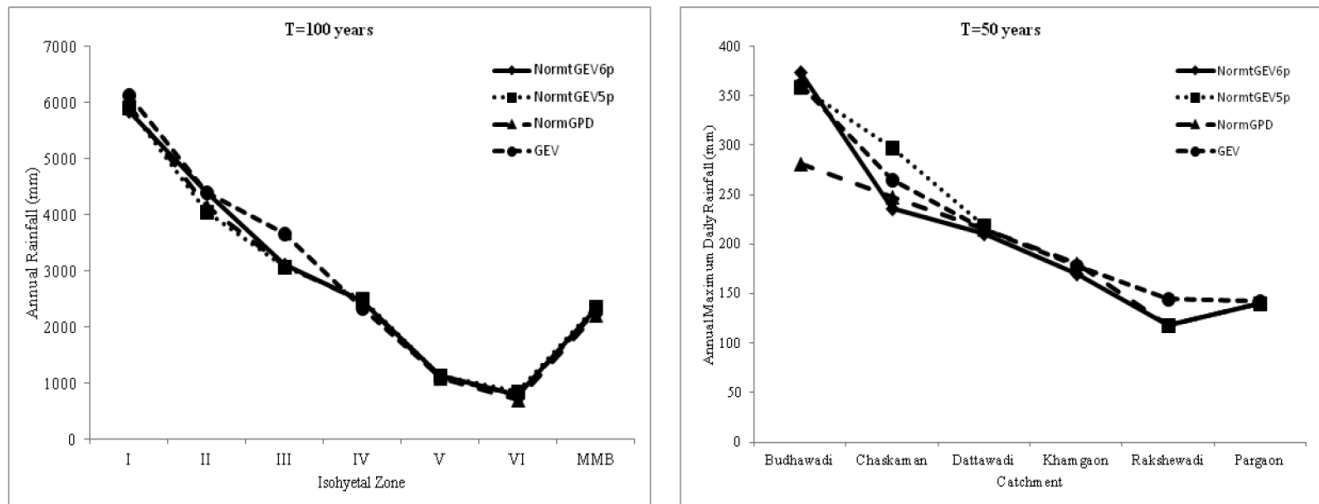 T=100 years
7000
6000
5000
4000
3000
2000
1000
0
Annual Rainfall (mm)
NormtGEV6p
NormtGEV5p
NormGPD
GEV
I II III IV V VI MMB
Isohyetal Zone
T=50 years
400
350
300
250
200
150
100
50
0
Annual Maximum Daily Rainfall (mm)
NormtGEV6p
NormtGEV5p
NormGPD
GEV
Budhawadi Chaskaman Dattawadi Khamgaon Rakshewadi Pargaon
Catchment